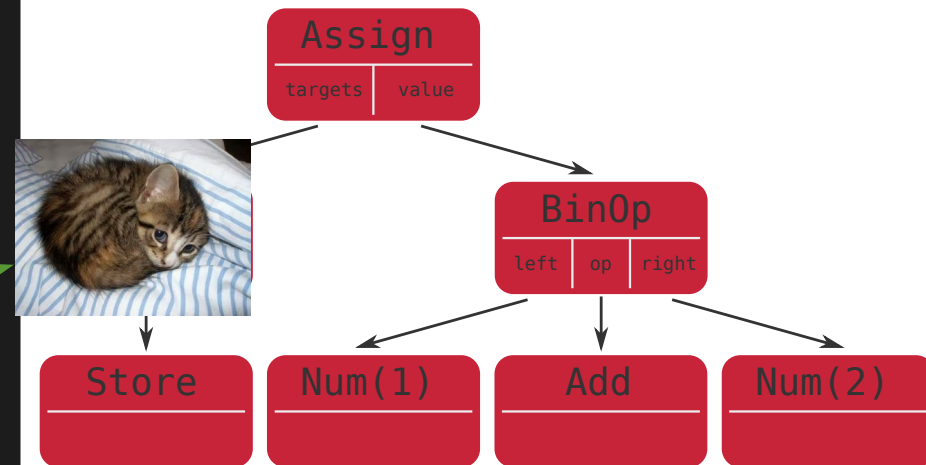 Assign
targets value
BinOp
left op right
Store Num(1) Add Num(2)